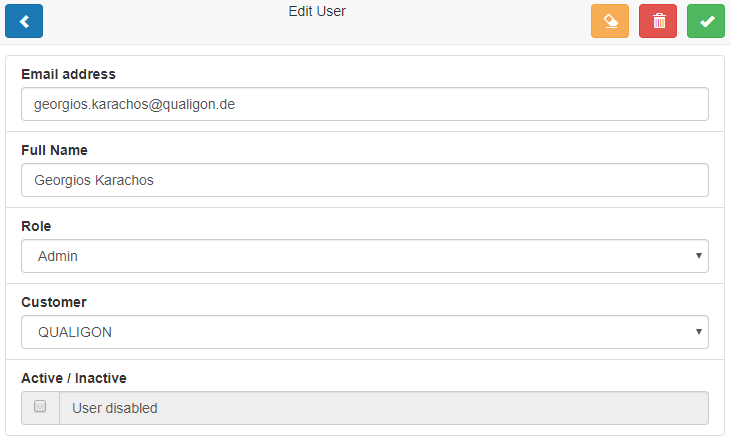 Edit User
Email address
georgios.karachos@qualigon.de
Full Name
Georgios Karachos
Role
Admin
Customer
QUALIGON
Active / Inactive
User disabled